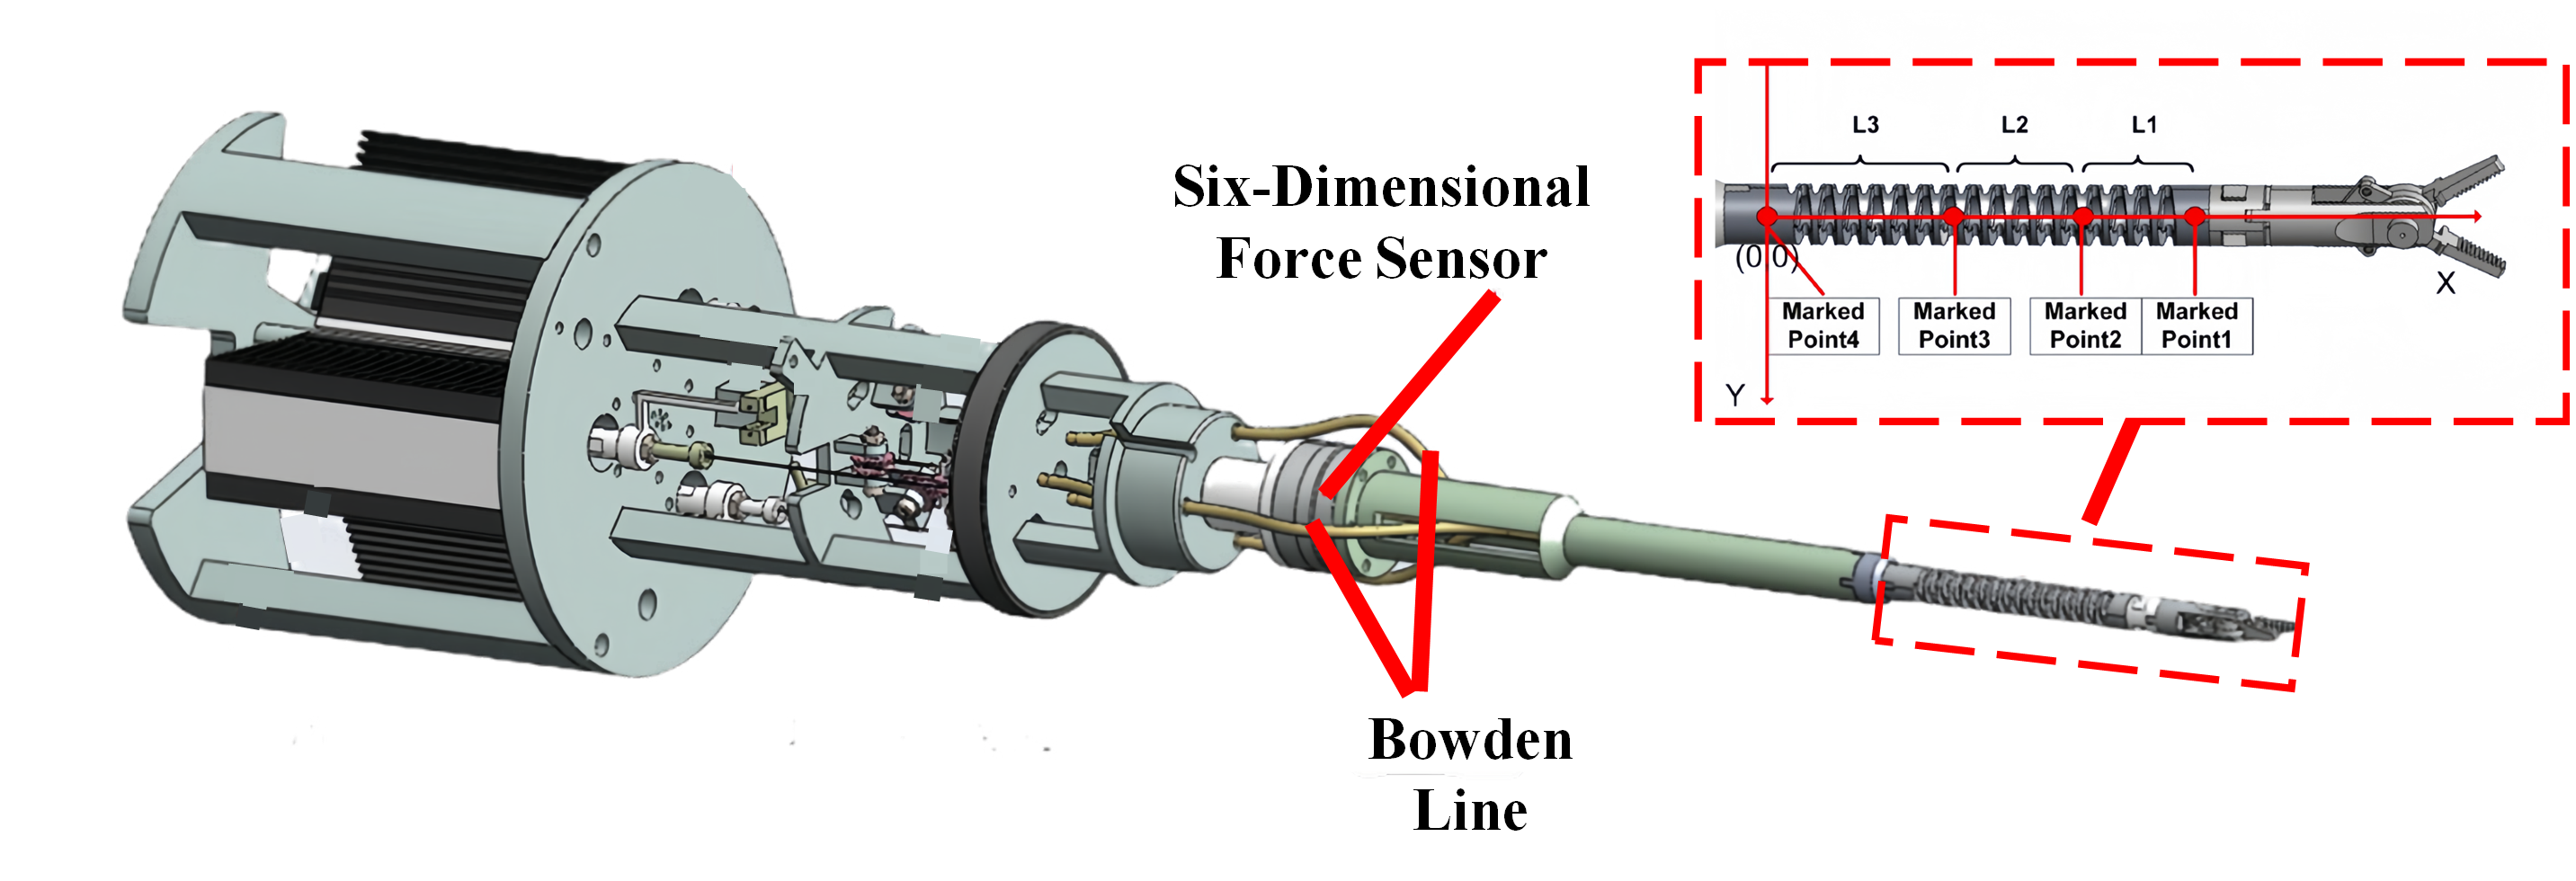 Six-Dimensional
Force Sensor
Bowden
Line
L3 L2 L1
(0,0)
X
Marked
Point4
Marked
Point3
Marked
Point2
Marked
Point1
Y